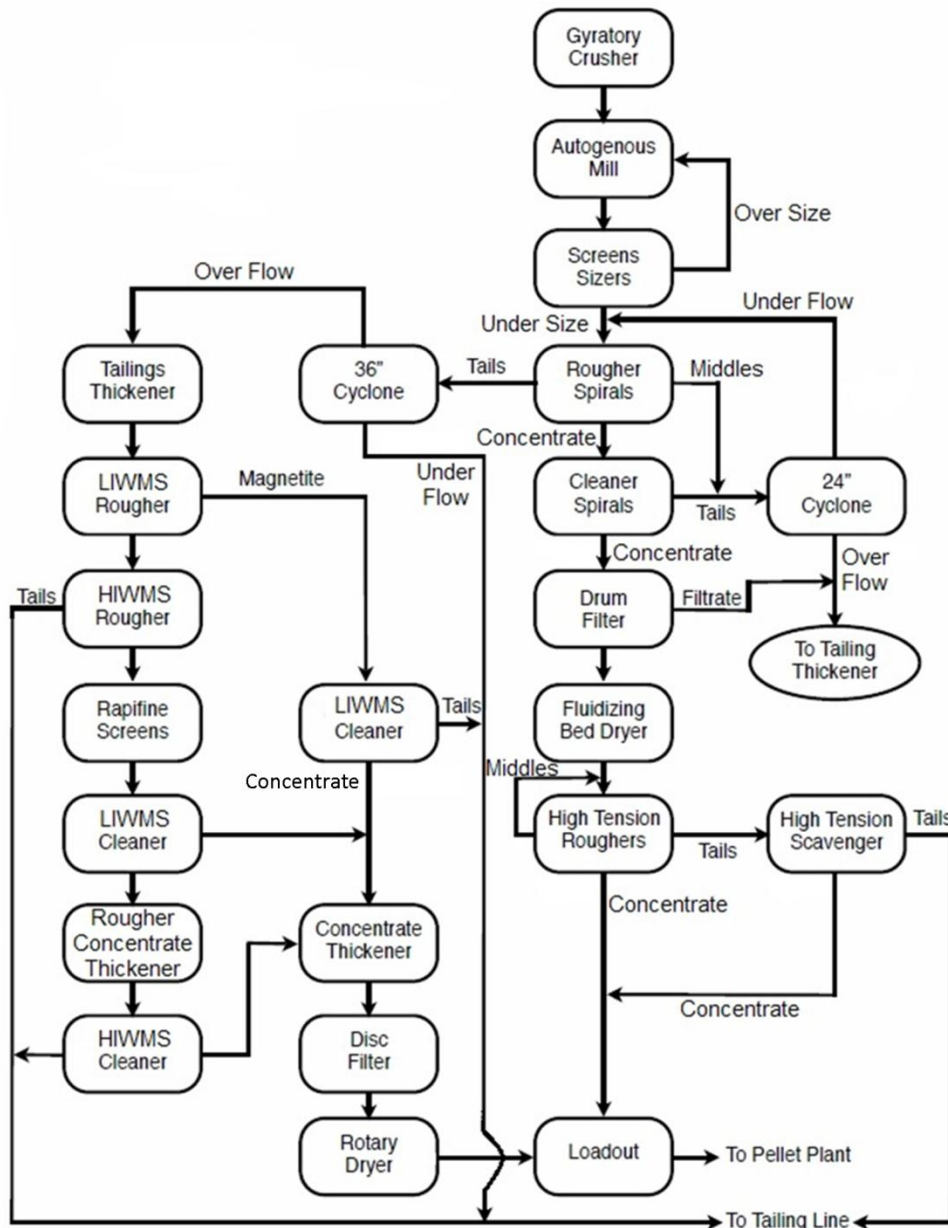 Gyratory
Crusher
Autogenous
Mill
Over Size
Screens
Sizers
Over Flow
Under Flow
Under Size
Tailings
Thickener
36"
Cyclone
Tails
Rougher
Spirals
Middles
Concentrate
LIWMS
Rougher
Magnetite
Under
Flow
Cleaner
Spirals
Tails
24"
Cyclone
Concentrate
Over
Flow
Tails
HIWMS
Rougher
Drum
Filter
Filtrate
To Tailing
Thickener
Rapifine
Screens
LIWMS
Cleaner
Tails
Fluidizing
Bed Dryer
Concentrate
Middles
LIWMS
Cleaner
High Tension
Roughers
Tails
High Tension
Scavenger
Tails
Rougher
Concentrate
Thickener
Concentrate
Thickener
Concentrate
Concentrate
HIWMS
Cleaner
Disc
Filter
Rotary
Dryer
Loadout
To Pellet Plant
To Tailing Line